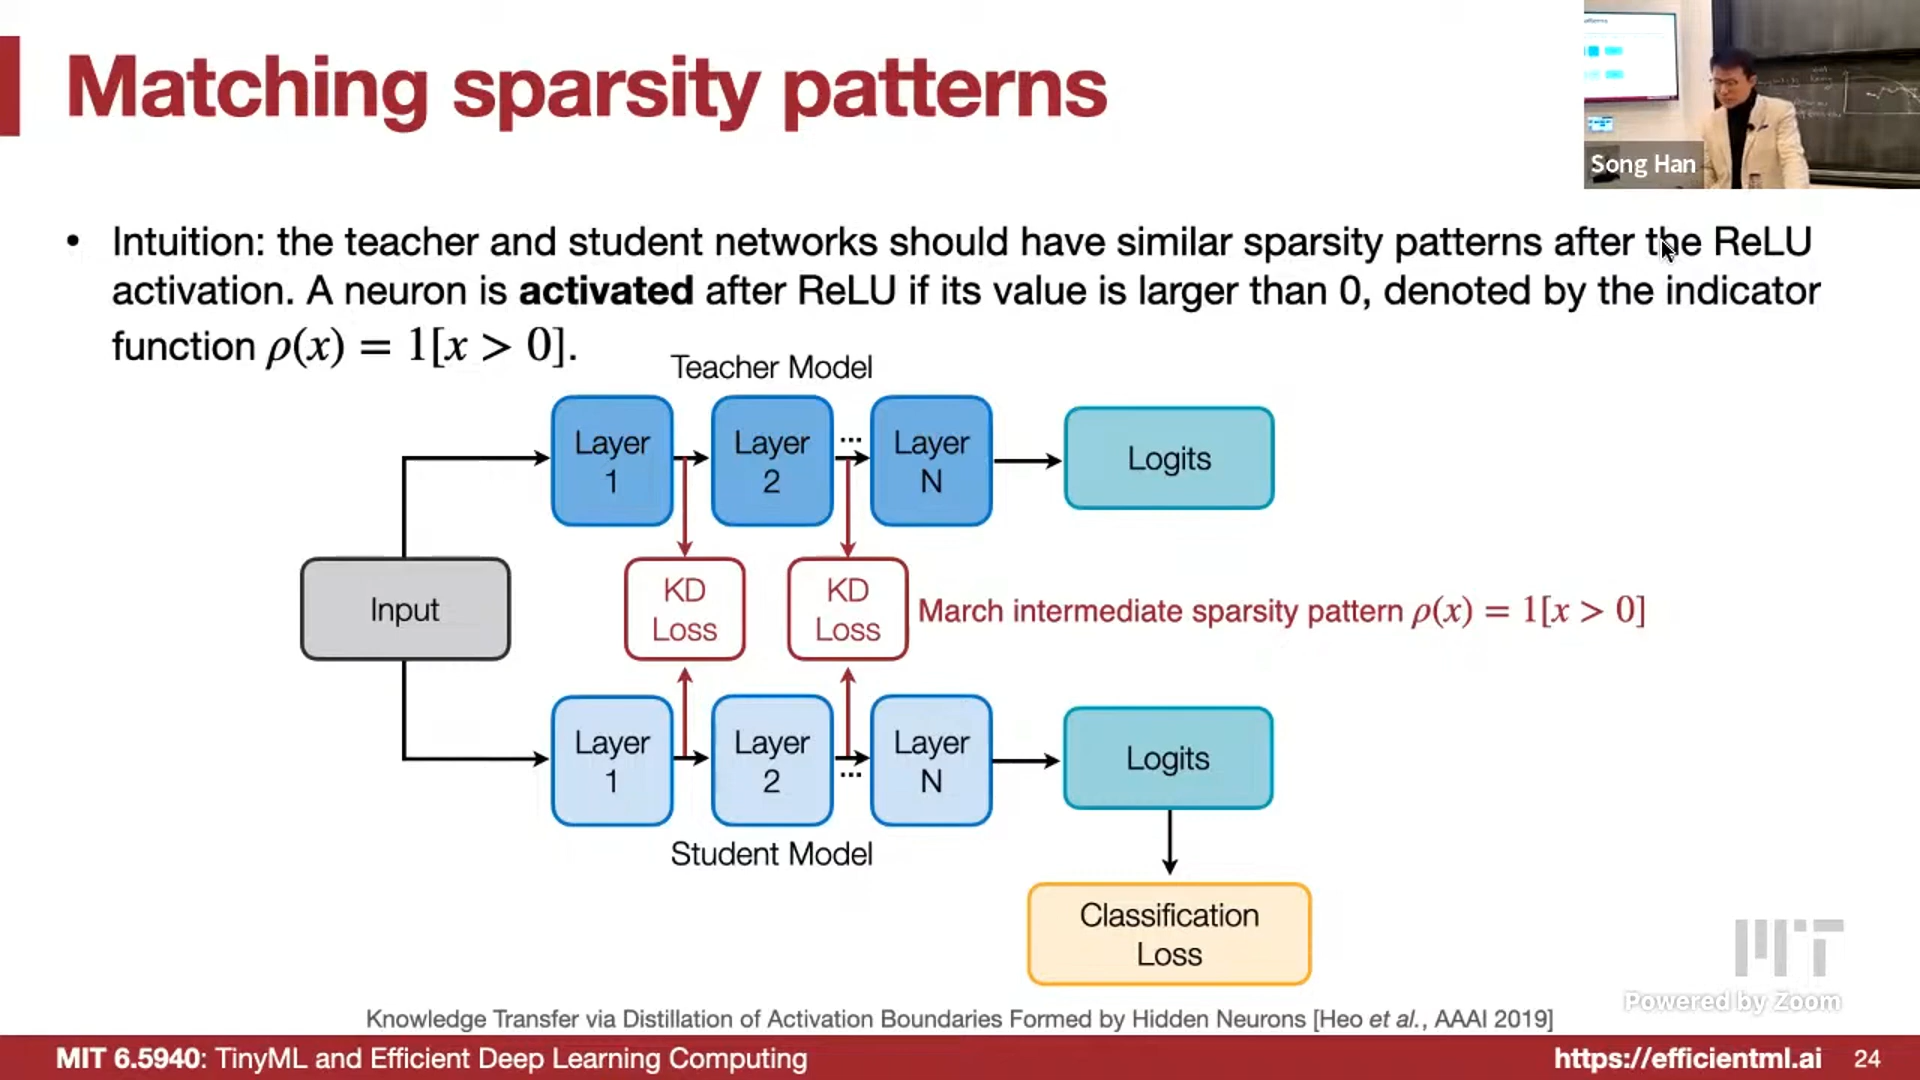 Matching sparsity patterns
Song Han
• Intuition: the teacher and student networks should have similar sparsity patterns after the ReLU
activation. A neuron is activated after ReLU if its value is larger than 0, denoted by the indicator
function ρ(x) = 1[x > 0].
Teacher Model
Layer
1
Layer
2
...
Layer
N
Logits
Input
KD
Loss
KD
Loss
March intermediate sparsity pattern ρ(x) = 1[x > 0]
Layer
1
Layer
2
...
Layer
N
Logits
Student Model
Classification
Loss
MIT
Powered by Zoom
Knowledge Transfer via Distillation of Activation Boundaries Formed by Hidden Neurons [Heo et al., AAAI 2019]
MIT 6.5940: TinyML and Efficient Deep Learning Computing
https://efficientml.ai 24